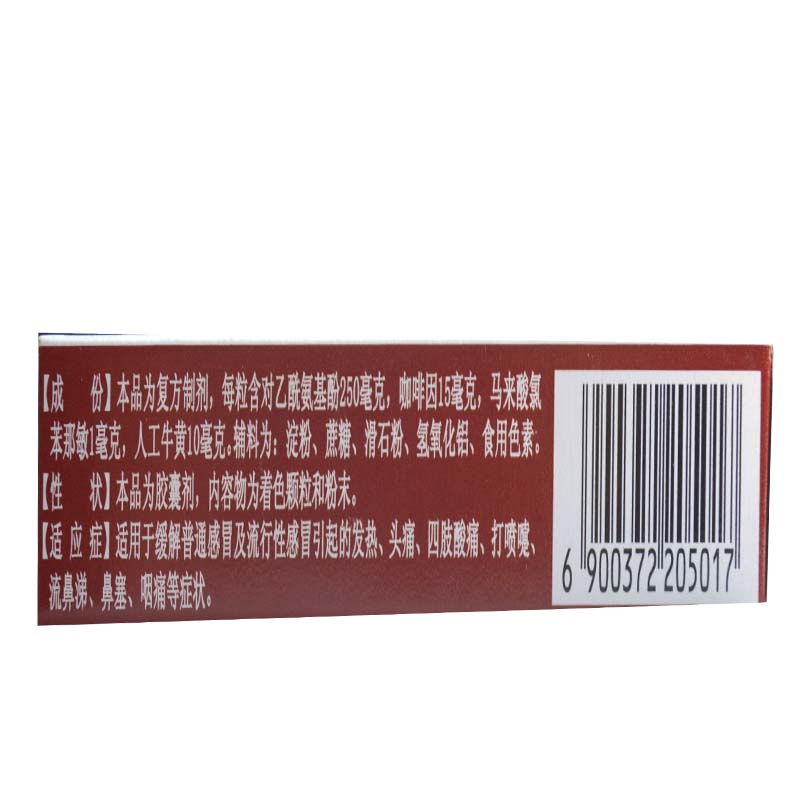 【成　份】本品为复方制剂，每粒含对乙酰氨基酚250毫克，咖啡因15毫克，马来酸氯
苯那敏1毫克，人工牛黄10毫克.辅料为：淀粉、蔗糖、滑石粉、氢氧化铝、食用色素。
【性　状】本品为胶囊剂，内容物为着色颗粒和粉末。
【适 应 症】适用于缓解普通感冒及流行性感冒引起的发热、头痛、四肢酸痛、打喷嚏、
流鼻涕、鼻塞、咽痛等症状。
6 900372 205017